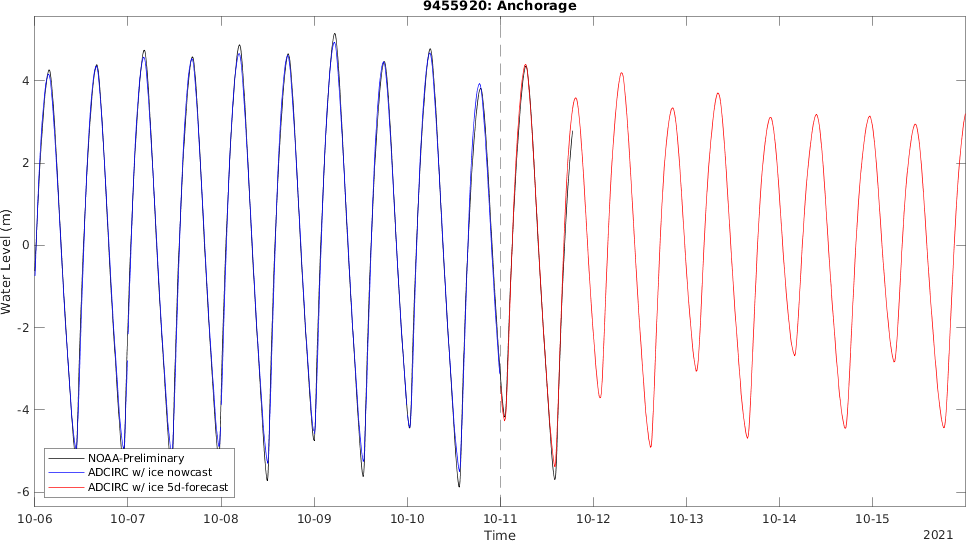 9455920: Anchorage
Water Level (m)
4
2
0
-2
-4
-6
NOAA-Preliminary
ADCIRC w/ ice nowcast
ADCIRC w/ ice 5d-forecast
10-06 10-07 10-08 10-09 10-10 10-11 10-12 10-13 10-14 10-15
Time
2021